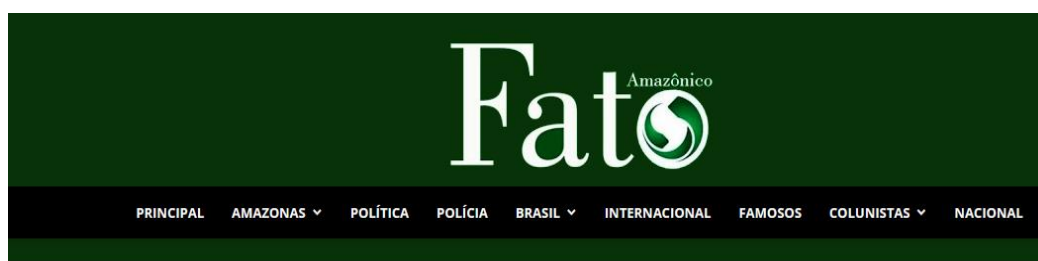 Fato
Amazônico
PRINCIPAL AMAZONAS POLÍTICA POLÍCIA BRASIL INTERNACIONAL FAMOSOS COLUNISTAS NACIONAL